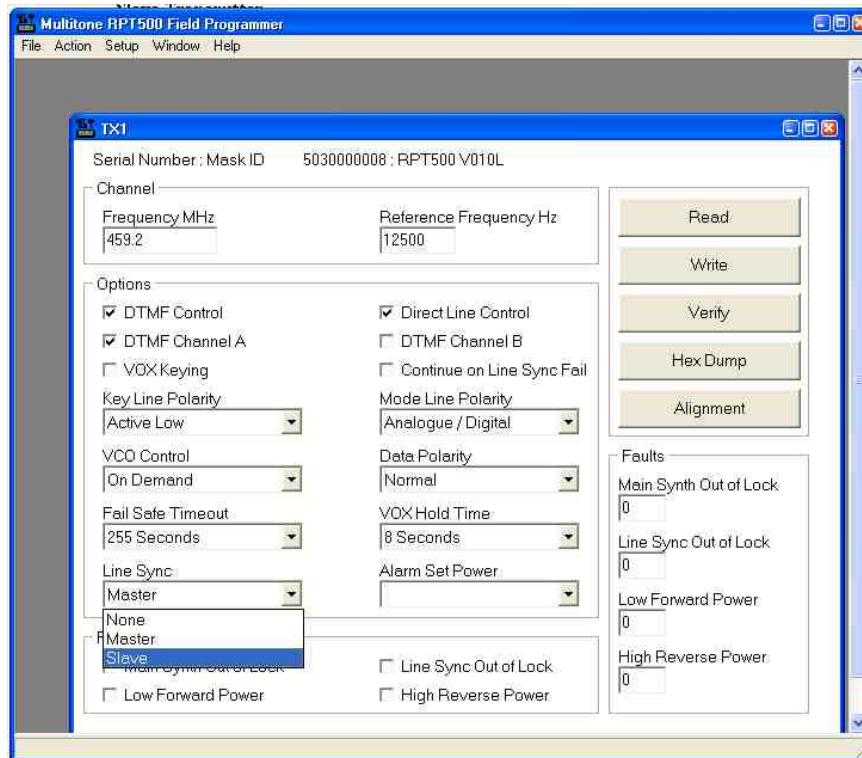 Multitone RPT500 Field Programmer
File Action Setup Window Help
TX1
Serial Number : Mask ID 5030000008 : RPT500 V010L
Channel
Frequency MHz
459.2
Reference Frequency Hz
12500
Options
DTMF Control
Direct Line Control
DTMF Channel A
DTMF Channel B
VOX Keying
Continue on Line Sync Fail
Key Line Polarity
Active Low
Mode Line Polarity
Analogue / Digital
VCO Control
On Demand
Data Polarity
Normal
Fail Safe Timeout
255 Seconds
VOX Hold Time
8 Seconds
Line Sync
Master
Alarm Set Power
None
Master
Slave
Line Sync Out of Lock
Low Forward Power
High Reverse Power
Read
Write
Verify
Hex Dump
Alignment
Faults
Main Synth Out of Lock
0
Line Sync Out of Lock
0
Low Forward Power
0
High Reverse Power
0